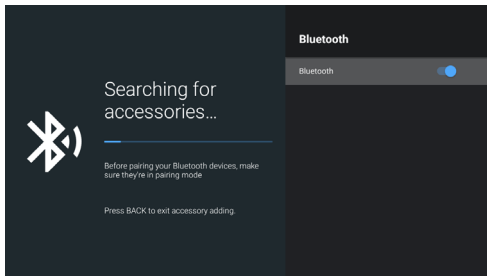 Searching for
accessories...
Before pairing your Bluetooth devices, make
sure they're in pairing mode
Press BACK to exit accessory adding.
Bluetooth
Bluetooth